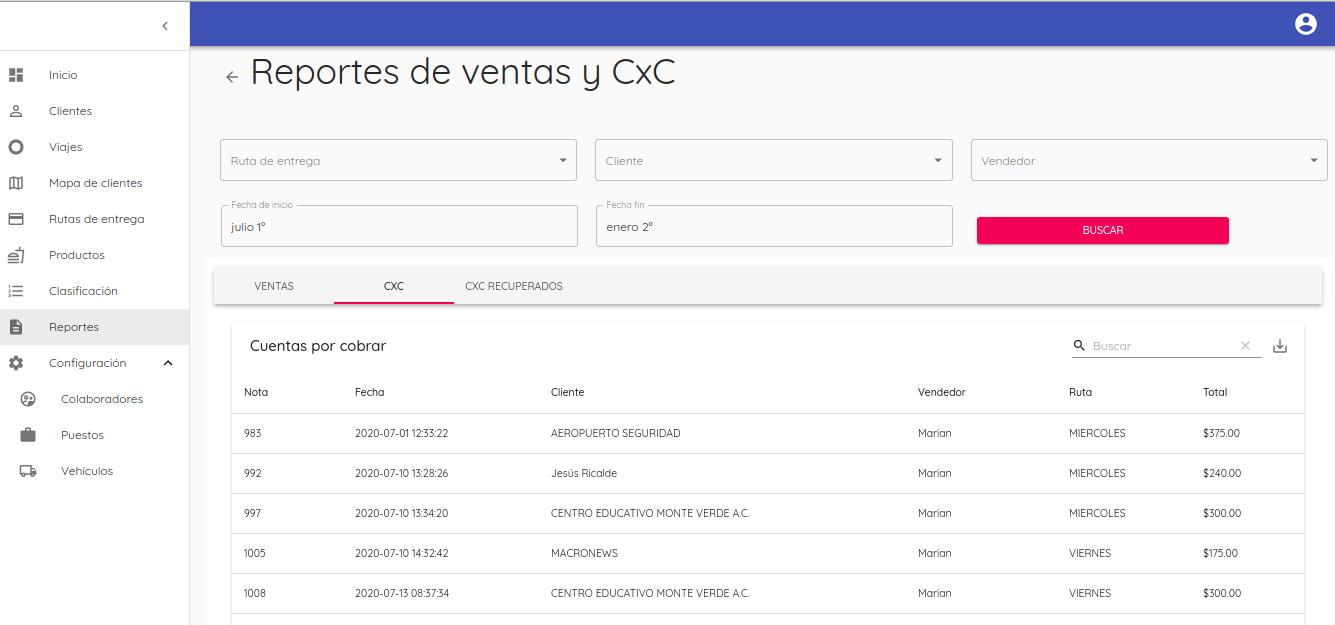 Reportes de ventas y CxC
Inicio
Clientes
Viajes
Mapa de clientes
Rutas de entrega
Productos
Clasificación
Reportes
Configuración
Colaboradores
Puestos
Vehículos
Ruta de entrega Cliente Vendedor
Fecha de inicio Fecha fin
julio 1º enero 2º BUSCAR
VENTAS CXC CXC RECUPERADOS
Cuentas por cobrar Buscar
Nota Fecha Cliente Vendedor Ruta Total
983 2020-07-01 12:33:22 AEROPUERTO SEGURIDAD Marian MIERCOLES $375.00
992 2020-07-10 13:28:26 Jesús Ricalde Marian MIERCOLES $240.00
997 2020-07-10 13:34:20 CENTRO EDUCATIVO MONTE VERDE A.C. Marian MIERCOLES $300.00
1005 2020-07-10 14:32:42 MACRONEWS Marian VIERNES $175.00
1008 2020-07-13 08:37:34 CENTRO EDUCATIVO MONTE VERDE A.C. Marian VIERNES $300.00